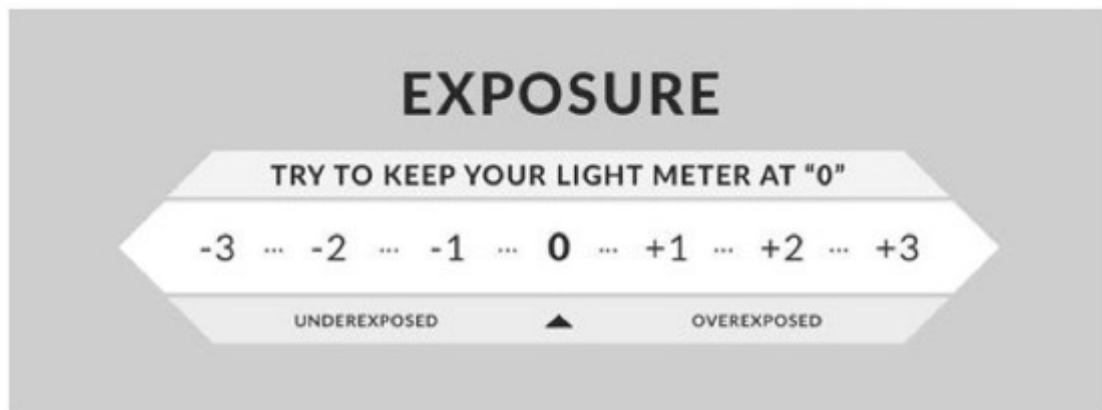 EXPOSURE
TRY TO KEEP YOUR LIGHT METER AT “0”
-3 ... -2 ... -1 ... 0 ... +1 ... +2 ... +3
UNDEREXPOSED OVEREXPOSED